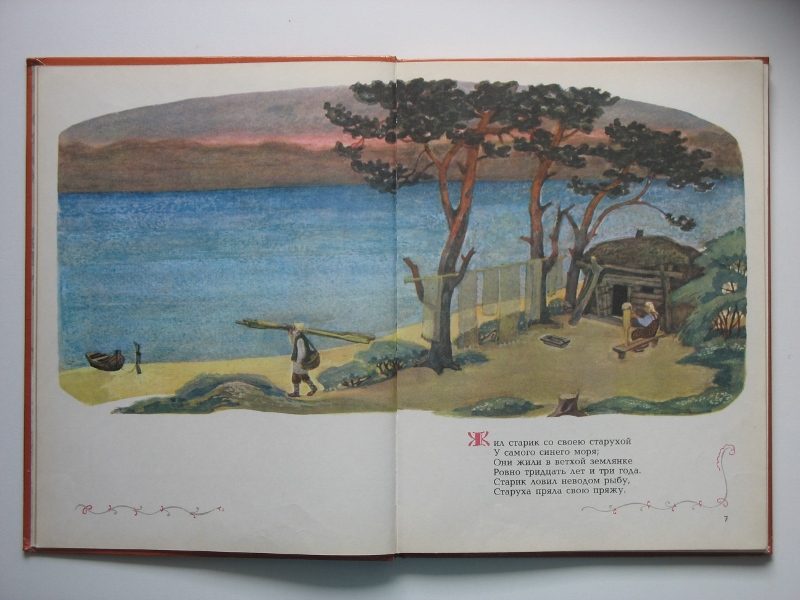 Жил старик со своею старухой
У самого синего моря;
Они жили в ветхой землянке
Ровно тридцать лет и три года.
Старик ловил неводом рыбу,
Старуха пряла свою пряжу.
7